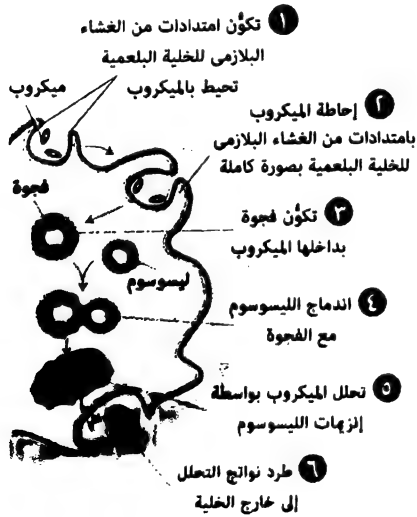 ١ تكوُّن امتدادات من الغشاء
البلازمى للخلية البلعمية
تحيط بالميكروب
ميكروب
٢ إحاطة الميكروب
بامتدادات من الغشاء البلازمى
للخلية البلعمية بصورة كاملة
فجوة
٣ تكوُّن فجوة
بداخلها الميكروب
ليسوسوم
٤ اندماج الليسوسوم
مع الفجوة
٥ تحلل الميكروب بواسطة
إنزيمات الليسوسوم
٦ طرد نواتج التحلل
إلى خارج الخلية